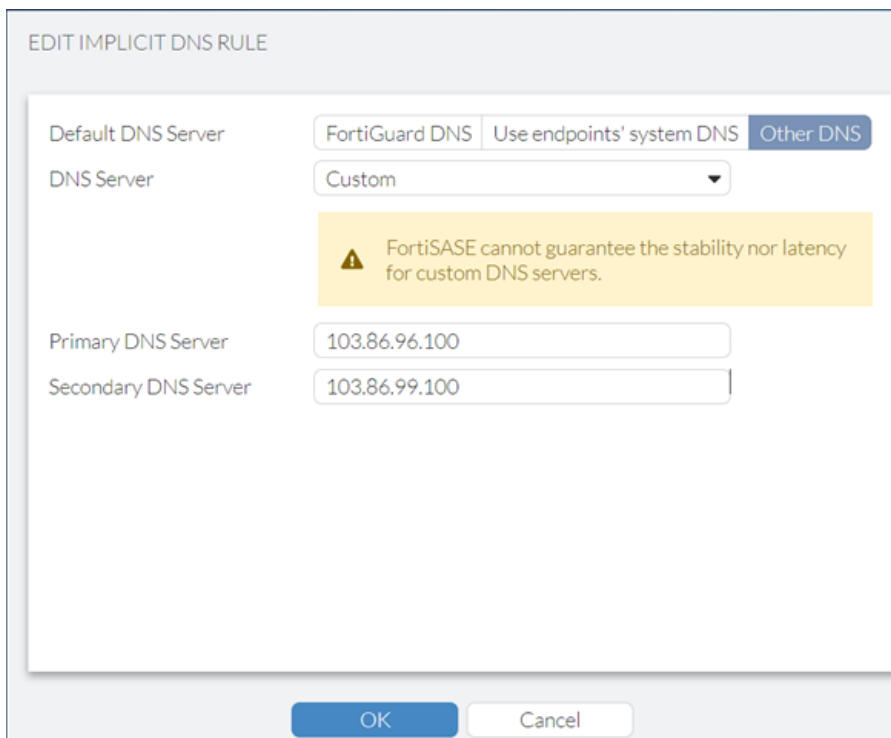 EDIT IMPLICIT DNS RULE
Default DNS Server FortiGuard DNS Use endpoints' system DNS Other DNS
DNS Server Custom
FortiSASE cannot guarantee the stability nor latency
for custom DNS servers.
Primary DNS Server 103.86.96.100
Secondary DNS Server 103.86.99.100
OK Cancel